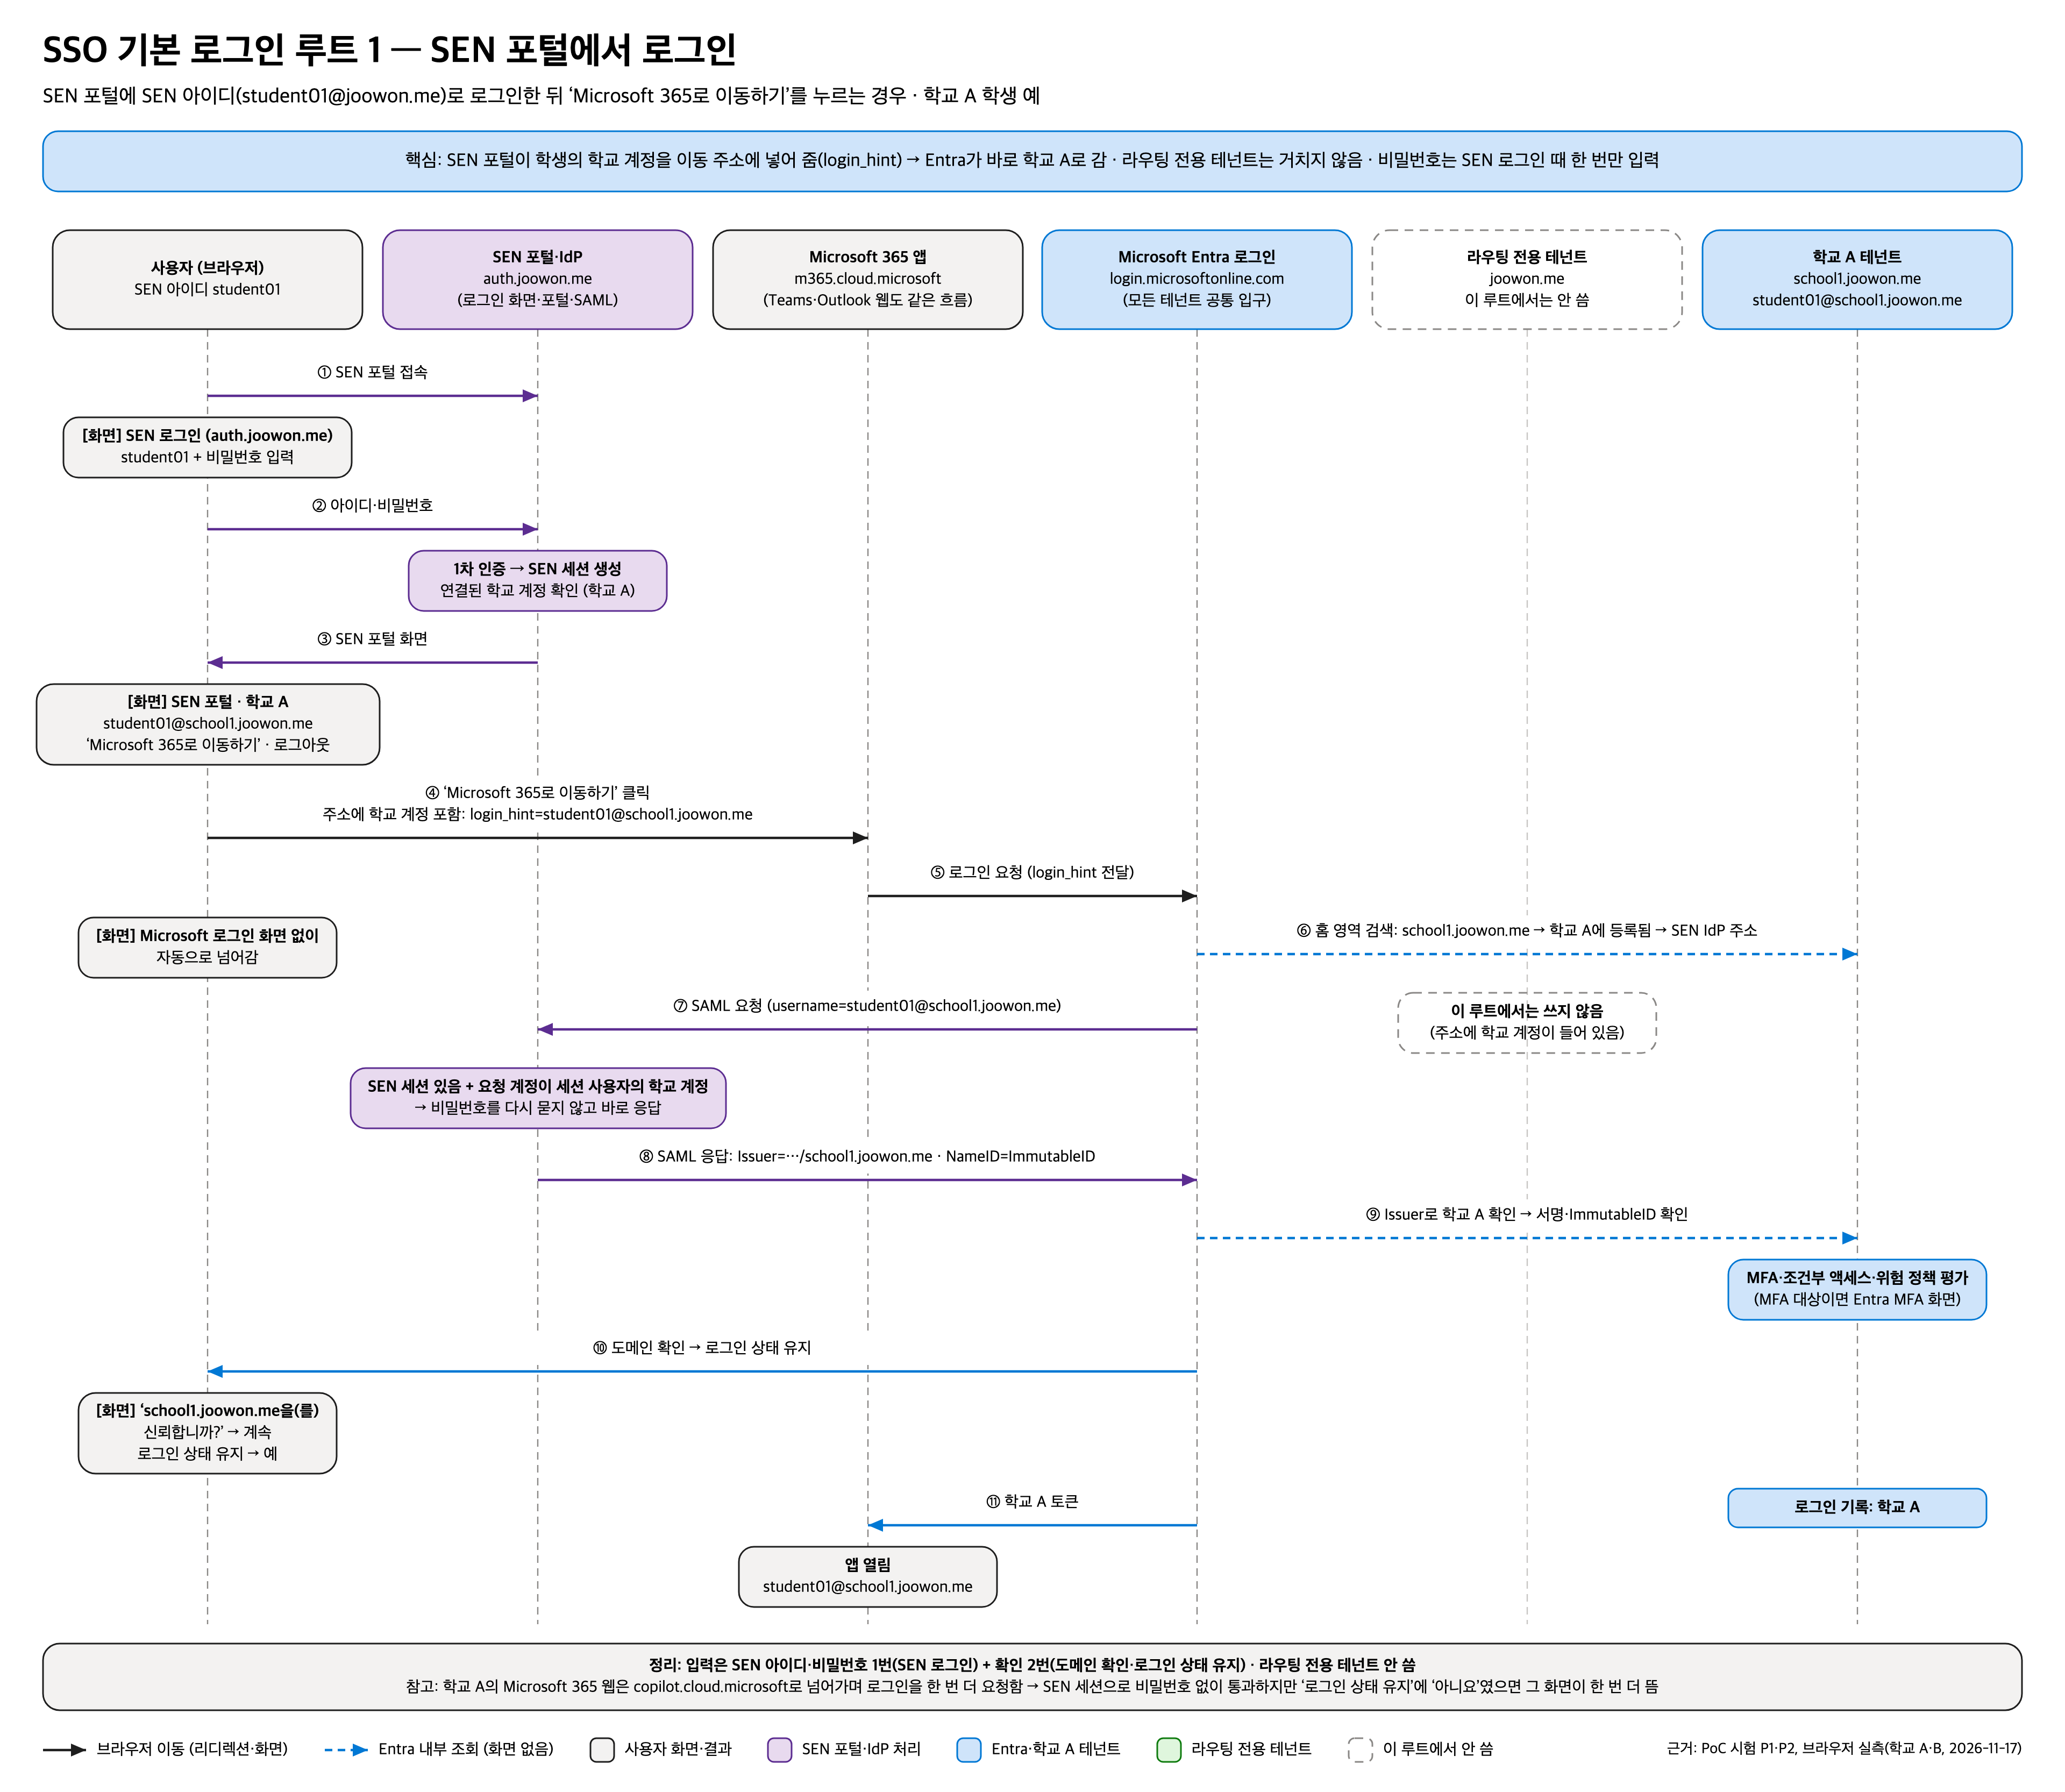 SSO 기본 로그인 루트 1 — SEN 포털에서 로그인
SEN 포털에 SEN 아이디(student01@joowon.me)로 로그인한 뒤 ‘Microsoft 365로 이동하기’를 누르는 경우 · 학교 A 학생 예
핵심: SEN 포털이 학생의 학교 계정을 이동 주소에 넣어 줌(login_hint) → Entra가 바로 학교 A로 감 · 라우팅 전용 테넌트는 거치지 않음 · 비밀번호는 SEN 로그인 때 한 번만 입력
사용자 (브라우저)
SEN 아이디 student01
SEN 포털·IdP
auth.joowon.me
(로그인 화면·포털·SAML)
Microsoft 365 앱
m365.cloud.microsoft
(Teams·Outlook 웹도 같은 흐름)
Microsoft Entra 로그인
login.microsoftonline.com
(모든 테넌트 공통 입구)
라우팅 전용 테넌트
joowon.me
이 루트에서는 안 씀
학교 A 테넌트
school1.joowon.me
student01@school1.joowon.me
① SEN 포털 접속
[화면] SEN 로그인 (auth.joowon.me)
student01 + 비밀번호 입력
② 아이디·비밀번호
1차 인증 → SEN 세션 생성
연결된 학교 계정 확인 (학교 A)
③ SEN 포털 화면
[화면] SEN 포털 · 학교 A
student01@school1.joowon.me
‘Microsoft 365로 이동하기’ · 로그아웃
④ ‘Microsoft 365로 이동하기’ 클릭
주소에 학교 계정 포함: login_hint=student01@school1.joowon.me
⑤ 로그인 요청 (login_hint 전달)
[화면] Microsoft 로그인 화면 없이
자동으로 넘어감
⑥ 홈 영역 검색: school1.joowon.me → 학교 A에 등록됨 → SEN IdP 주소
⑦ SAML 요청 (username=student01@school1.joowon.me)
이 루트에서는 쓰지 않음
(주소에 학교 계정이 들어 있음)
SEN 세션 있음 + 요청 계정이 세션 사용자의 학교 계정
→ 비밀번호를 다시 묻지 않고 바로 응답
⑧ SAML 응답: Issuer=…/school1.joowon.me · NameID=ImmutableID
⑨ Issuer로 학교 A 확인 → 서명·ImmutableID 확인
MFA·조건부 액세스·위험 정책 평가
(MFA 대상이면 Entra MFA 화면)
⑩ 도메인 확인 → 로그인 상태 유지
[화면] ‘school1.joowon.me을(를)
신뢰합니까?’ → 계속
로그인 상태 유지 → 예
⑪ 학교 A 토큰
로그인 기록: 학교 A
앱 열림
student01@school1.joowon.me
정리: 입력은 SEN 아이디·비밀번호 1번(SEN 로그인) + 확인 2번(도메인 확인·로그인 상태 유지) · 라우팅 전용 테넌트 안 씀
참고: 학교 A의 Microsoft 365 웹은 copilot.cloud.microsoft로 넘어가며 로그인을 한 번 더 요청함 → SEN 세션으로 비밀번호 없이 통과하지만 ‘로그인 상태 유지’에 ‘아니요’였으면 그 화면이 한 번 더 뜸
브라우저 이동 (리디렉션·화면)
Entra 내부 조회 (화면 없음)
사용자 화면·결과
SEN 포털·IdP 처리
Entra·학교 A 테넌트
라우팅 전용 테넌트
이 루트에서 안 씀
근거: PoC 시험 P1·P2, 브라우저 실측(학교 A·B, 2026-11-17)